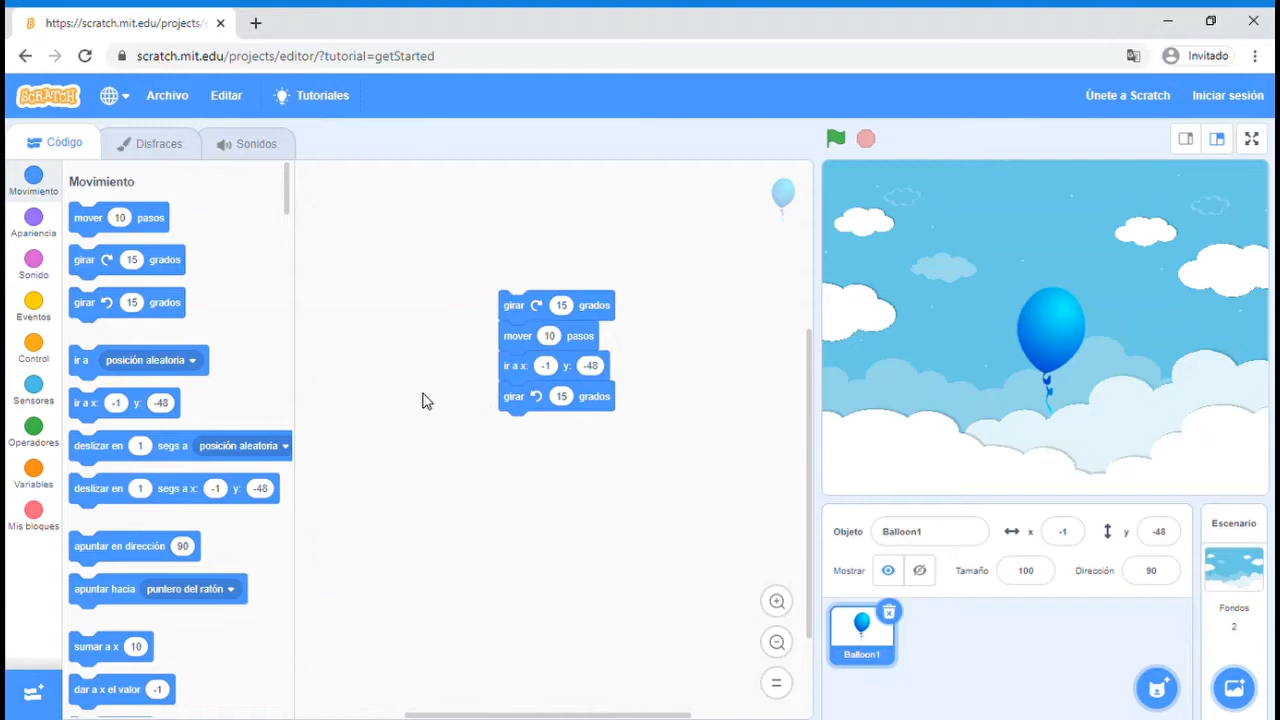 https://scratch.mit.edu/projects/
scratch.mit.edu/projects/editor/?tutorial=getStarted
Invitado
SCRATCH
Archivo
Editar
Tutoriales
Únete a Scratch
Iniciar sesión
Código
Disfraces
Sonidos
Movimiento
Apariencia
Sonido
Eventos
Control
Sensores
Operadores
Variables
Mis bloques
Movimiento
mover 10 pasos
girar 15 grados
girar 15 grados
ir a posición aleatoria
ir a x: -1 y: -48
deslizar en 1 segs a posición aleatoria
deslizar en 1 segs a x: -1 y: -48
apuntar en dirección 90
apuntar hacia puntero del ratón
sumar a x 10
dar a x el valor -1
girar 15 grados
mover 10 pasos
ir a x: -1 y: -48
girar 15 grados
Objeto Balloon1 x -1 y -48
Mostrar Tamaño 100 Dirección 90
Balloon1
Escenario
Fondos
2